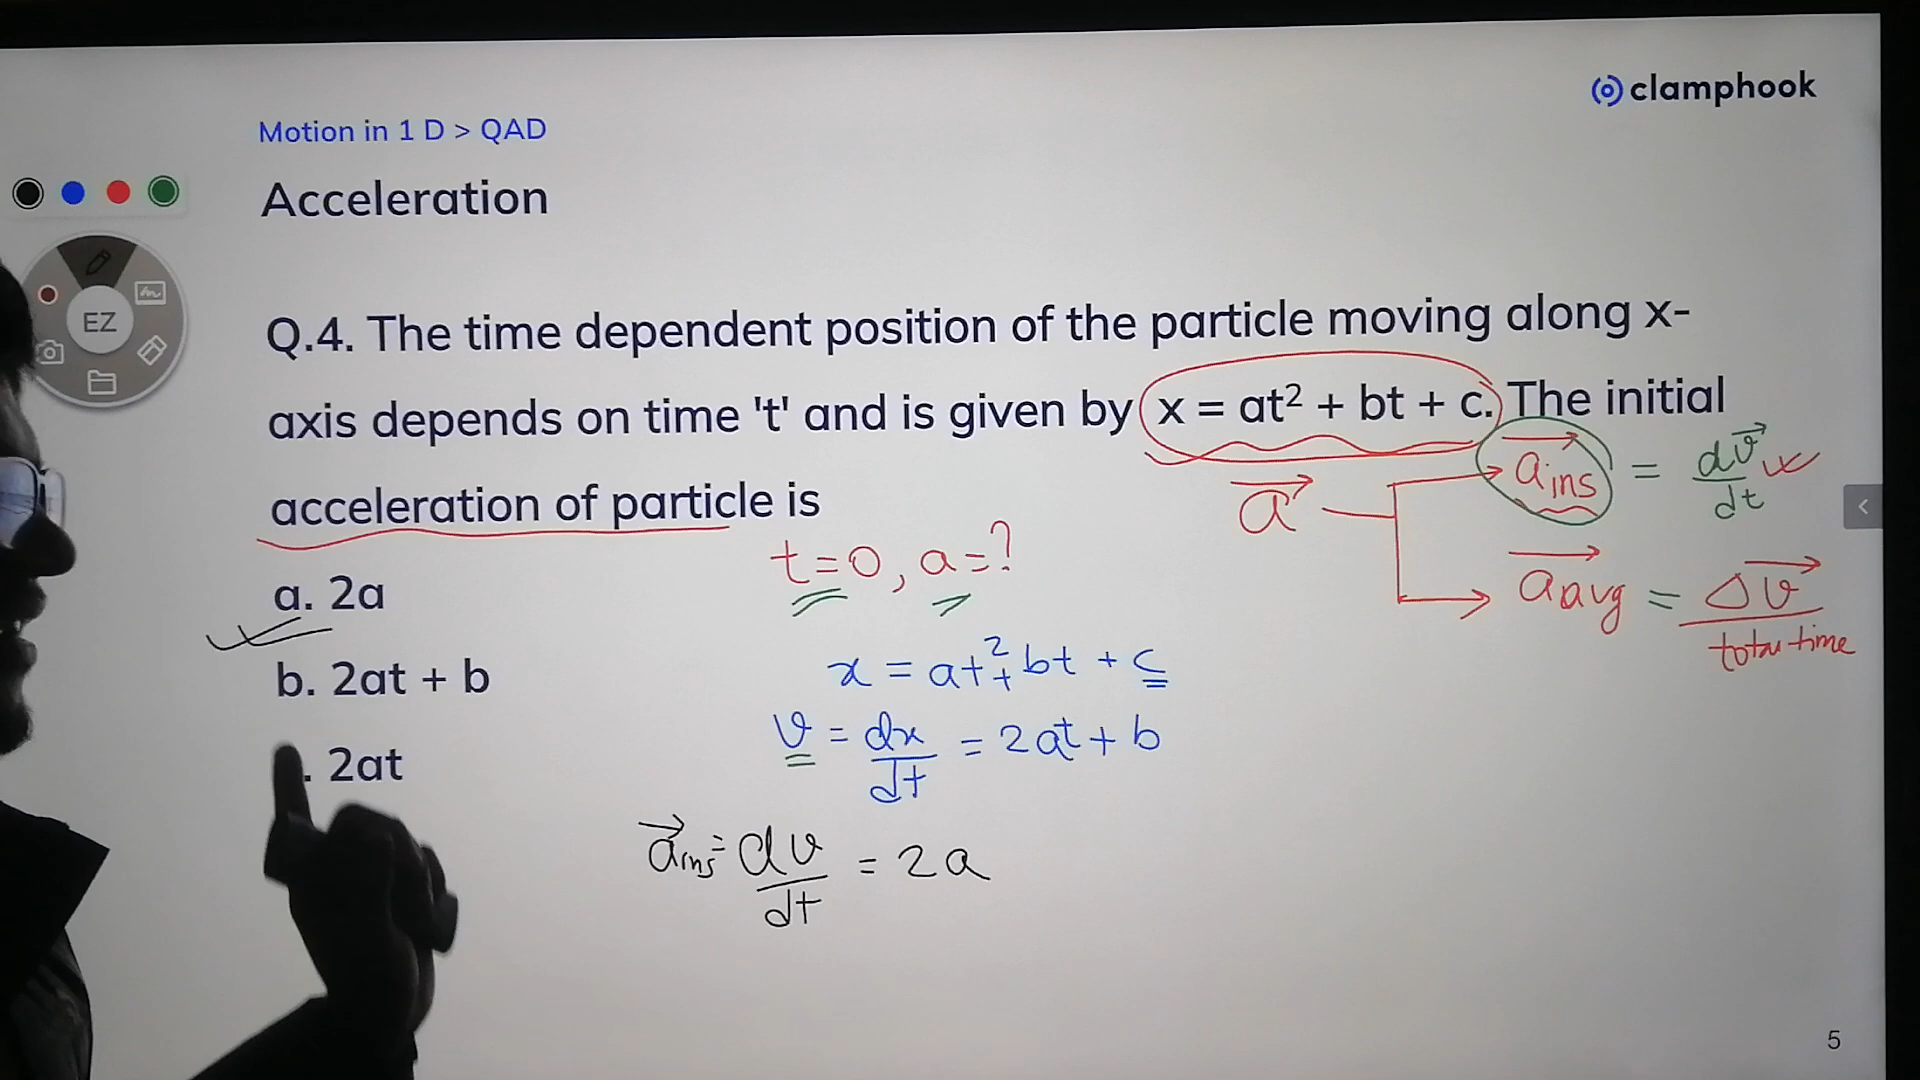 clamphook
Motion in 1 D > QAD
Acceleration
EZ
Q.4. The time dependent position of the particle moving along x-
axis depends on time 't' and is given by x = at² + bt + c. The initial
acceleration of particle is
a⃗
a⃗ins = dv⃗/dt
a⃗avg = Δv⃗/total time
t=0, a=?
a. 2a
b. 2at + b
. 2at
x = at² + bt + c
v = dx/dt = 2at + b
a⃗ins = dv/dt = 2a
5